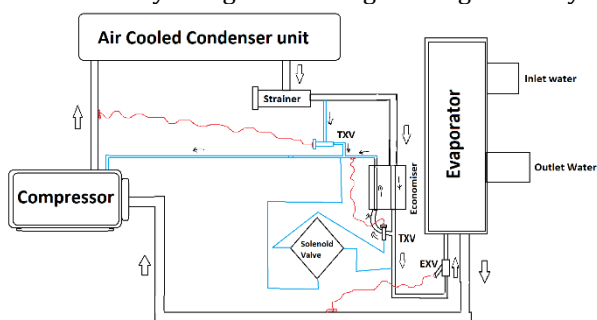 Air Cooled Condenser unit
Strainer
Inlet water
TXV
Evaporator
Outlet Water
Economiser
Compressor
Solenoid
Valve
TXV
EXV